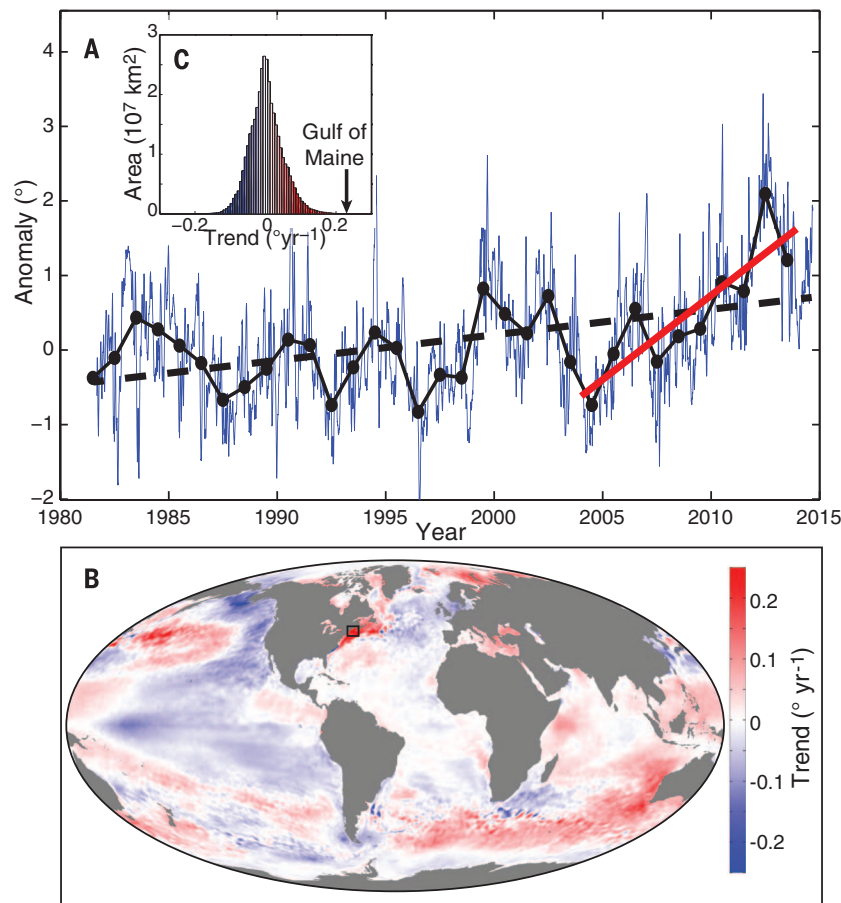 A
C
Anomaly (°)
4
3
2
1
0
−1
−2
Area (10⁷ km²)
3
2
1
0
Gulf of
Maine
−0.2
0
0.2
Trend (°yr⁻¹)
1980
1985
1990
1995
2000
2005
2010
2015
Year
B
0.2
0.1
0
-0.1
-0.2
Trend (° yr-¹)